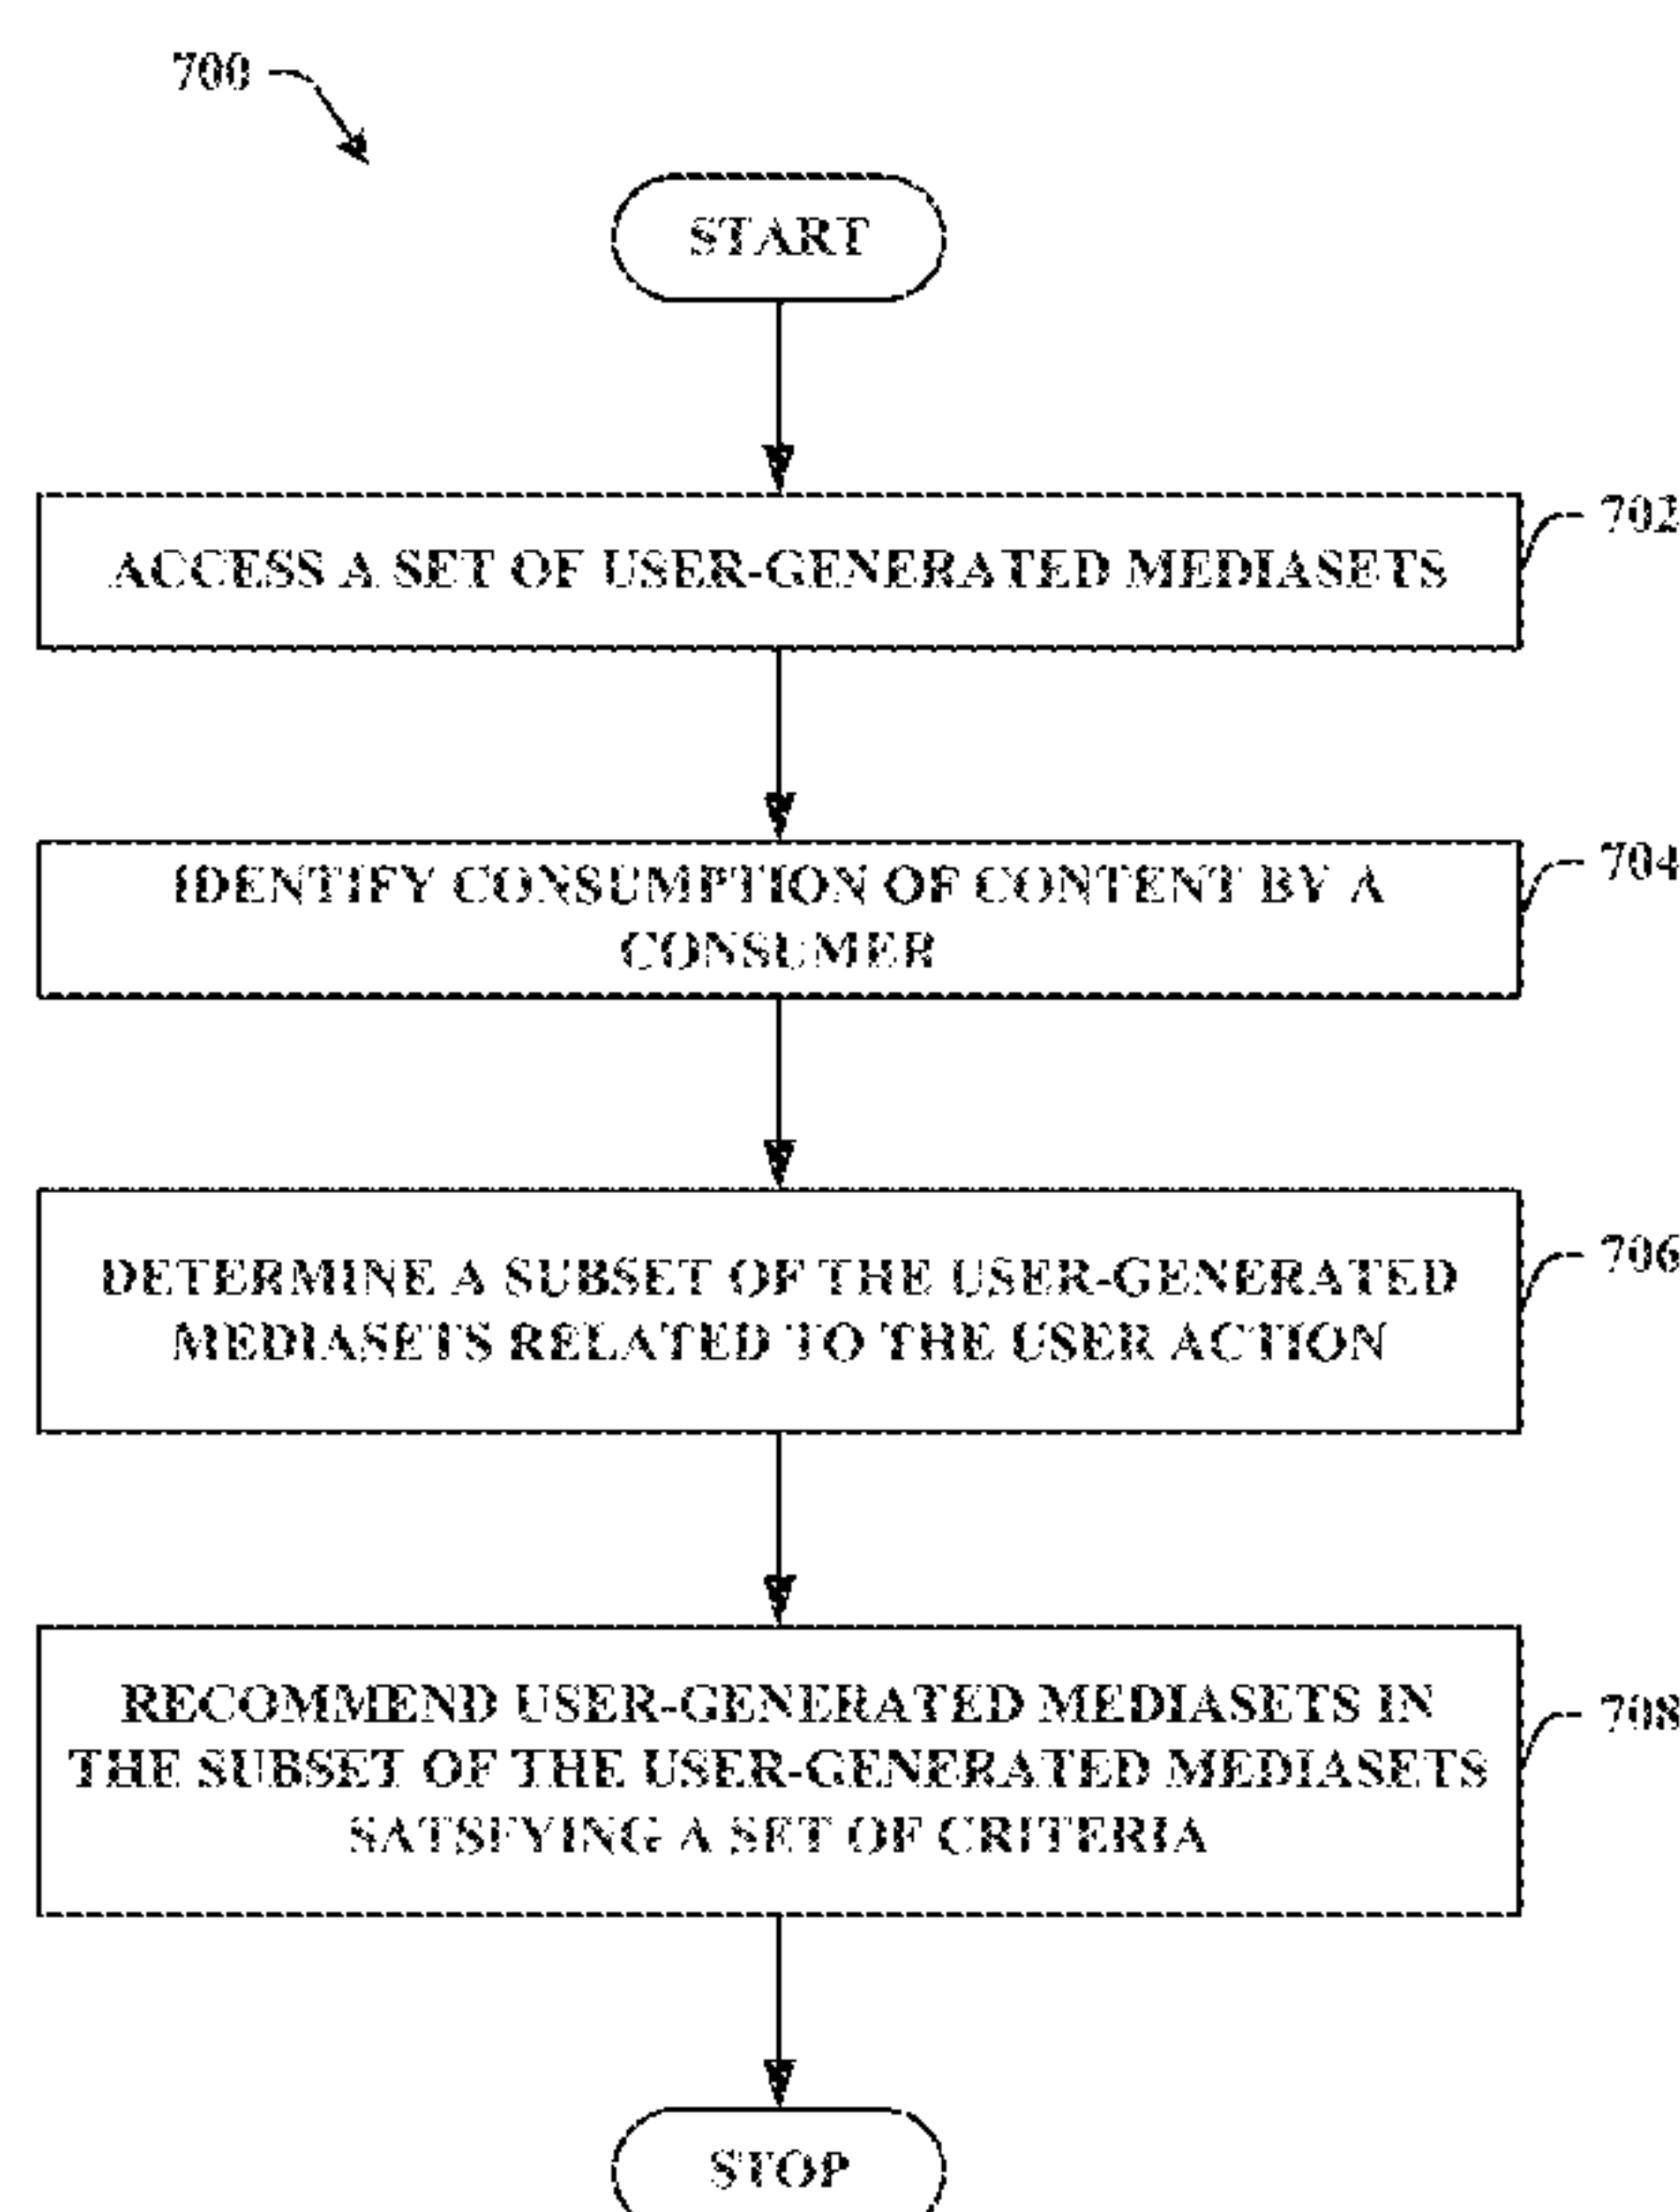 700
START
ACCESS A SET OF USER-GENERATED MEDIASETS
702
IDENTIFY CONSUMPTION OF CONTENT BY A
CONSUMER
704
DETERMINE A SUBSET OF THE USER-GENERATED
MEDIASETS RELATED TO THE USER ACTION
706
RECOMMEND USER-GENERATED MEDIASETS IN
THE SUBSET OF THE USER-GENERATED MEDIASETS
SATSFYING A SET OF CRITERIA
708
STOP